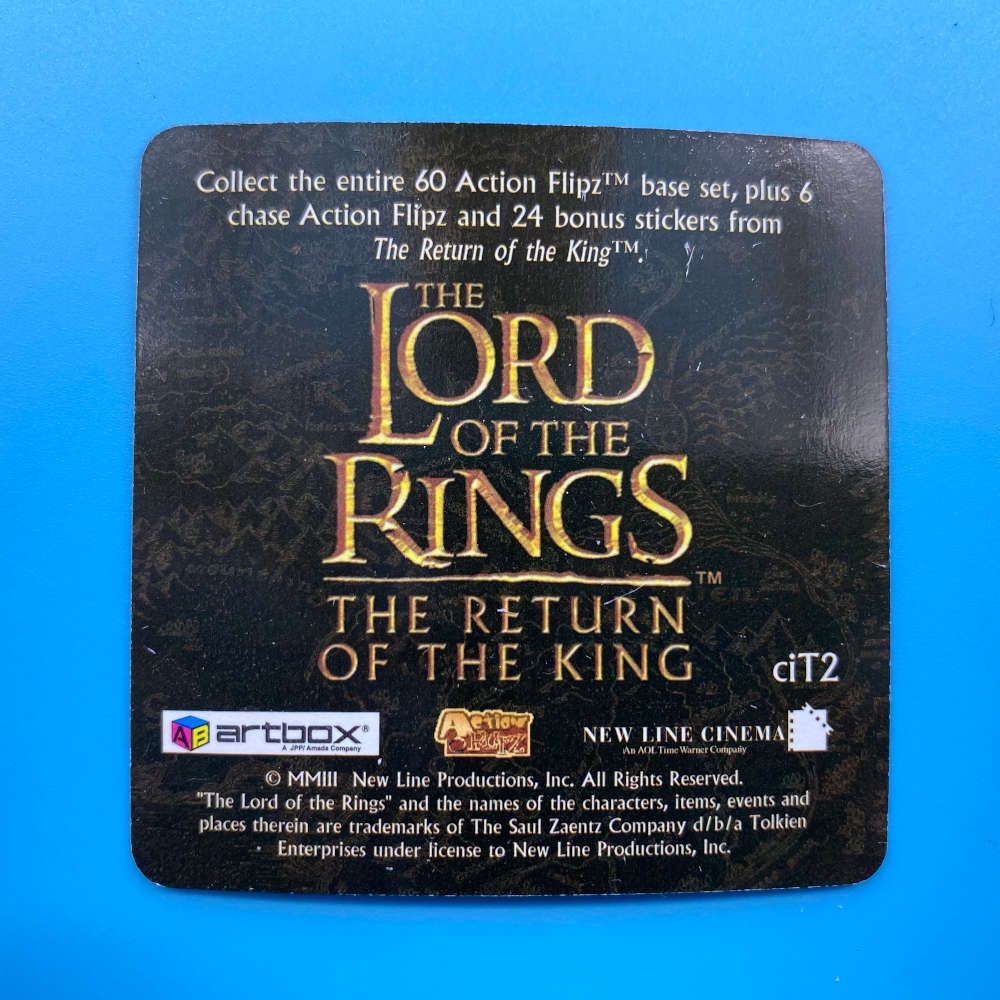 Collect the entire 60 Action Flipz™ base set, plus 6
chase Action Flipz and 24 bonus stickers from
The Return of the King™.
THE
LORD
OF THE
RINGS
™
THE RETURN
OF THE KING
ciT2
AB artbox®
A JPP/Amada Company
Action
FLIPZ
NEW LINE CINEMA
An AOL Time Warner Company
© MMIII New Line Productions, Inc. All Rights Reserved.
"The Lord of the Rings" and the names of the characters, items, events and
places therein are trademarks of The Saul Zaentz Company d/b/a Tolkien
Enterprises under license to New Line Productions, Inc.